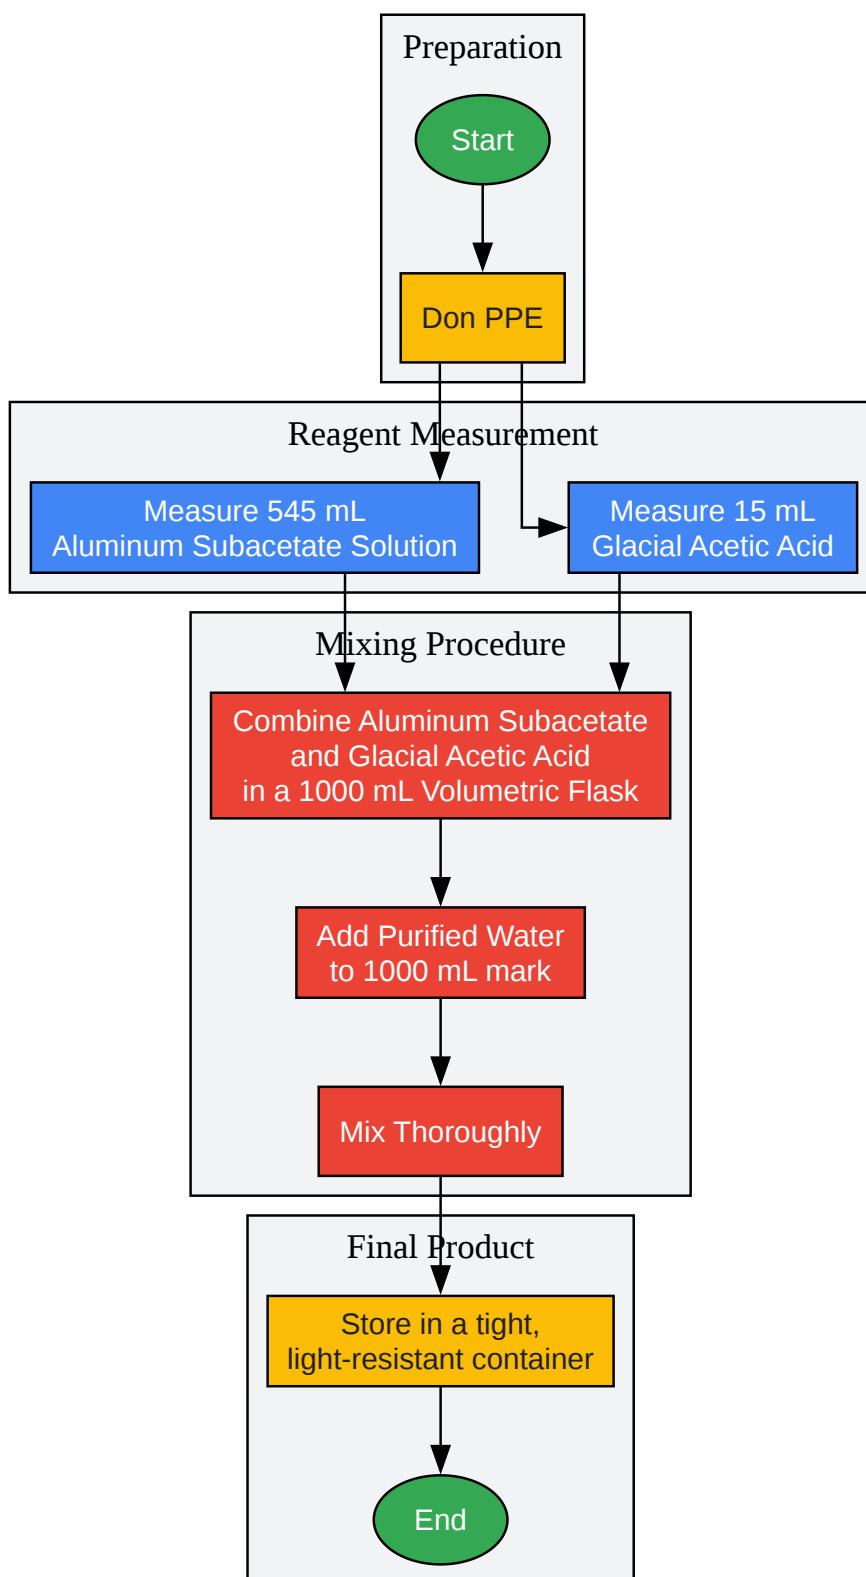 Preparation
Start
Don PPE
Reagent Measurement
Measure 545 mL
Aluminum Subacetate Solution
Measure 15 mL
Glacial Acetic Acid
Mixing Procedure
Combine Aluminum Subacetate
and Glacial Acetic Acid
in a 1000 mL Volumetric Flask
Add Purified Water
to 1000 mL mark
Mix Thoroughly
Final Product
Store in a tight,
light-resistant container
End